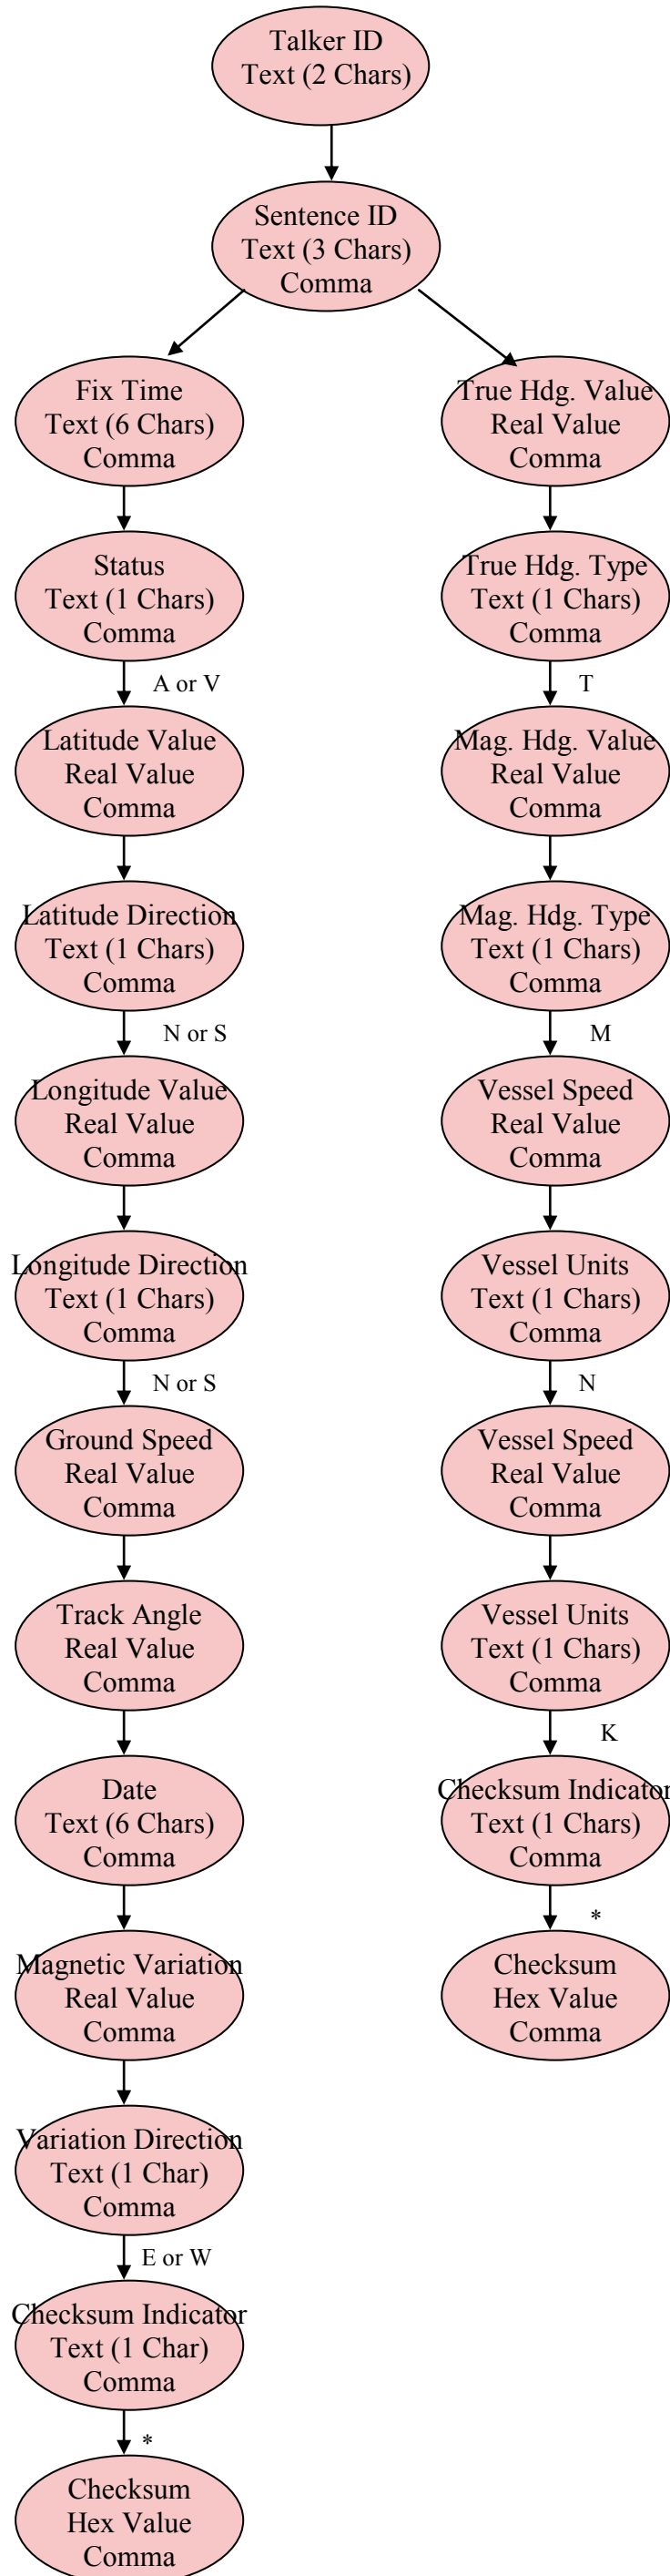 Talker ID
Text (2 Chars)
Sentence ID
Text (3 Chars)
Comma
Fix Time
Text (6 Chars)
Comma
Status
Text (1 Chars)
Comma
A or V
Latitude Value
Real Value
Comma
Latitude Direction
Text (1 Chars)
Comma
N or S
Longitude Value
Real Value
Comma
Longitude Direction
Text (1 Chars)
Comma
N or S
Ground Speed
Real Value
Comma
Track Angle
Real Value
Comma
Date
Text (6 Chars)
Comma
Magnetic Variation
Real Value
Comma
Variation Direction
Text (1 Char)
Comma
E or W
Checksum Indicator
Text (1 Char)
Comma
*
Checksum
Hex Value
Comma
True Hdg. Value
Real Value
Comma
True Hdg. Type
Text (1 Chars)
Comma
T
Mag. Hdg. Value
Real Value
Comma
Mag. Hdg. Type
Text (1 Chars)
Comma
M
Vessel Speed
Real Value
Comma
Vessel Units
Text (1 Chars)
Comma
N
Vessel Speed
Real Value
Comma
Vessel Units
Text (1 Chars)
Comma
K
Checksum Indicator
Text (1 Chars)
Comma
*
Checksum
Hex Value
Comma